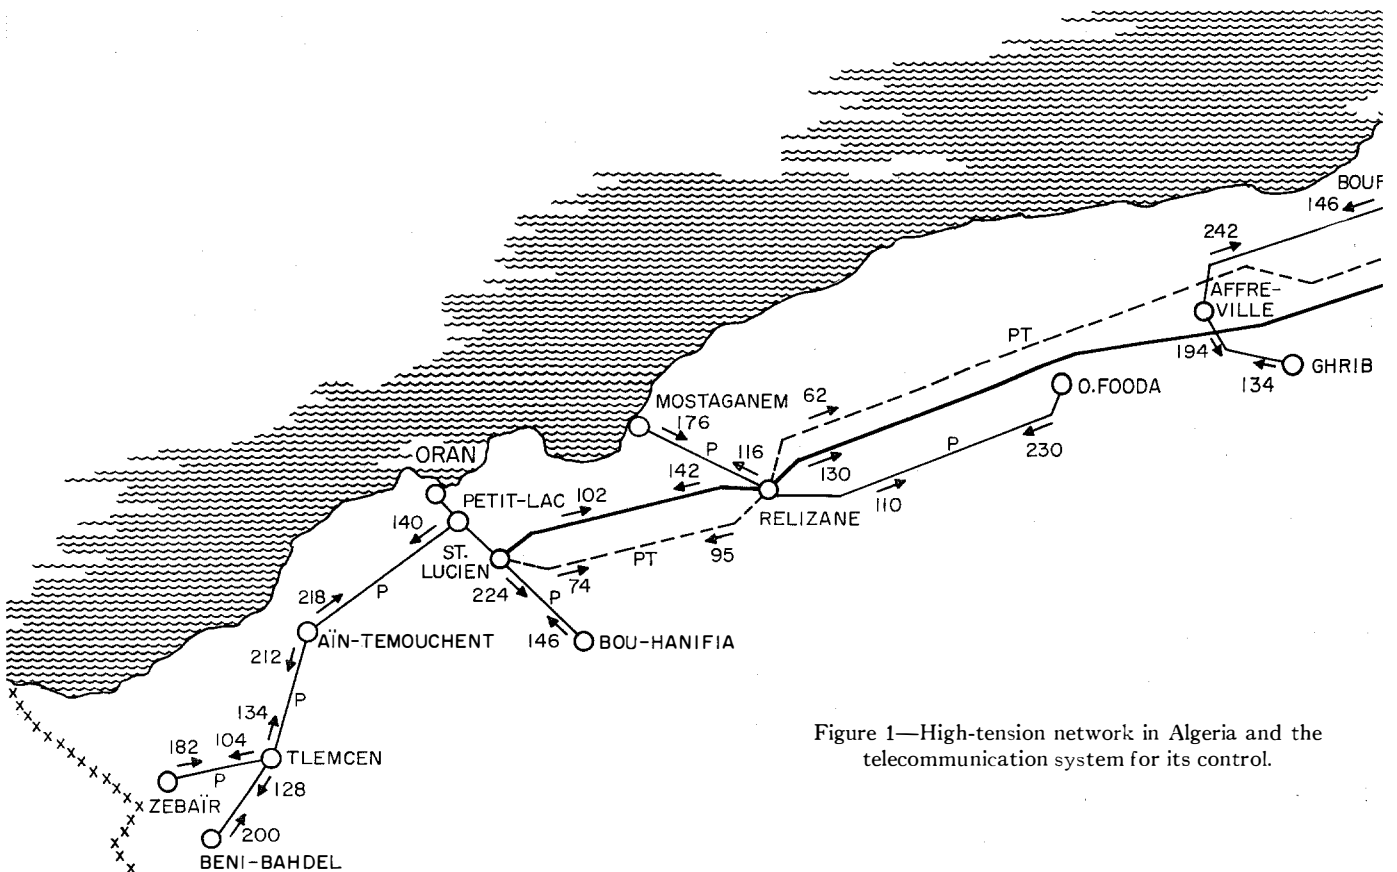 BOUF
146
242
AFFRE-
VILLE
PT
194
GHRIB
134
O.FOODA
MOSTAGANEM
62
176
P
116
P
230
ORAN
142
130
110
PETIT-LAC
102
RELIZANE
140
ST.
LUCIEN
95
PT
74
224
P
P
218
146
BOU-HANIFIA
AÏN-TEMOUCHENT
212
P
134
182
104
TLEMCEN
P
128
ZEBAÏR
200
BENI-BAHDEL
Figure 1—High-tension network in Algeria and the
telecommunication system for its control.
x x x x x x x x x x x x x x x x x x x x